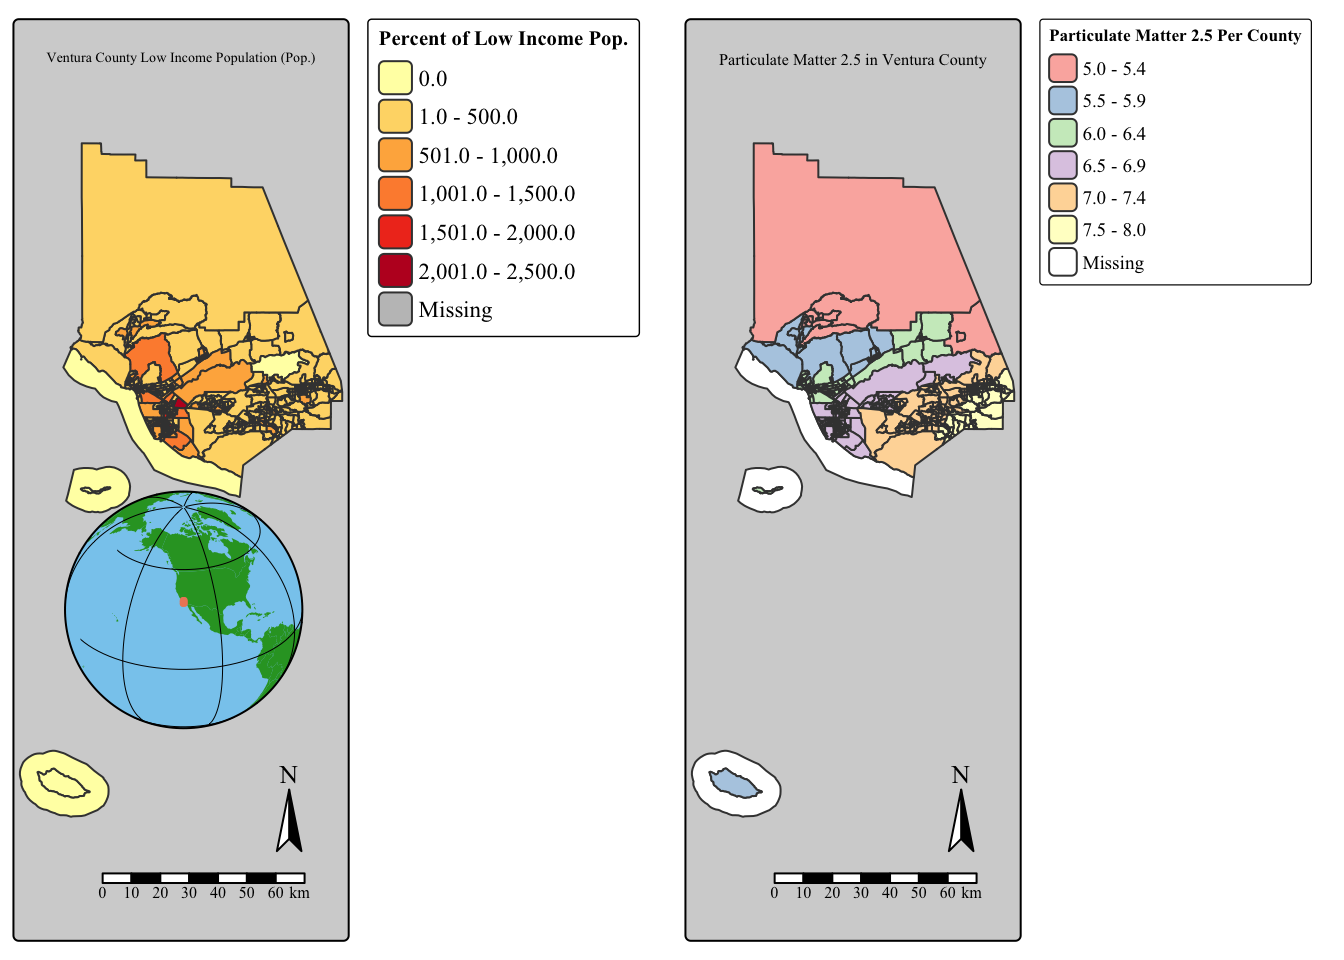 Ventura County Low Income Population (Pop.)
Percent of Low Income Pop.
0.0
1.0 - 500.0
501.0 - 1,000.0
1,001.0 - 1,500.0
1,501.0 - 2,000.0
2,001.0 - 2,500.0
Missing
N
0 10 20 30 40 50 60 km
Particulate Matter 2.5 in Ventura County
Particulate Matter 2.5 Per County
5.0 - 5.4
5.5 - 5.9
6.0 - 6.4
6.5 - 6.9
7.0 - 7.4
7.5 - 8.0
Missing
N
0 10 20 30 40 50 60 km